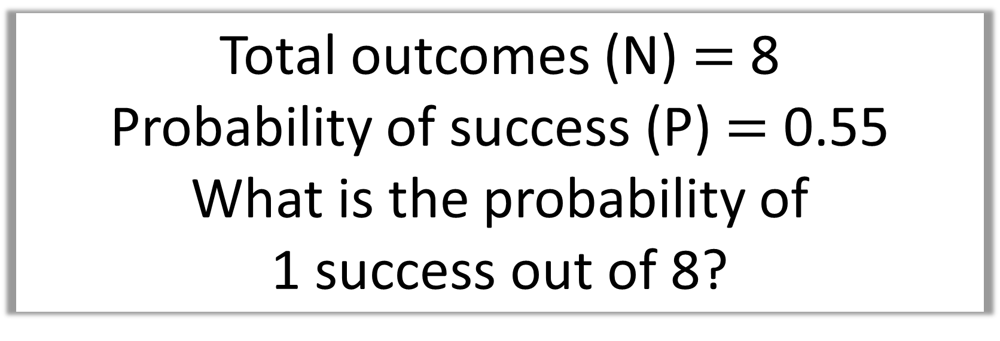 Total outcomes (N) = 8
Probability of success (P) = 0.55
What is the probability of
1 success out of 8?